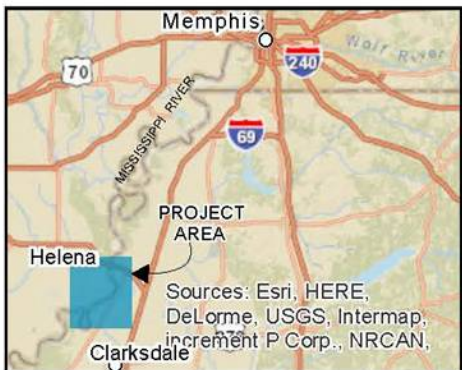 Memphis
Wolf River
240
70
MISSISSIPPI RIVER
69
PROJECT
AREA
Helena
Sources: Esri, HERE,
DeLorme, USGS, Intermap,
increment P Corp., NRCAN,
Clarksdale